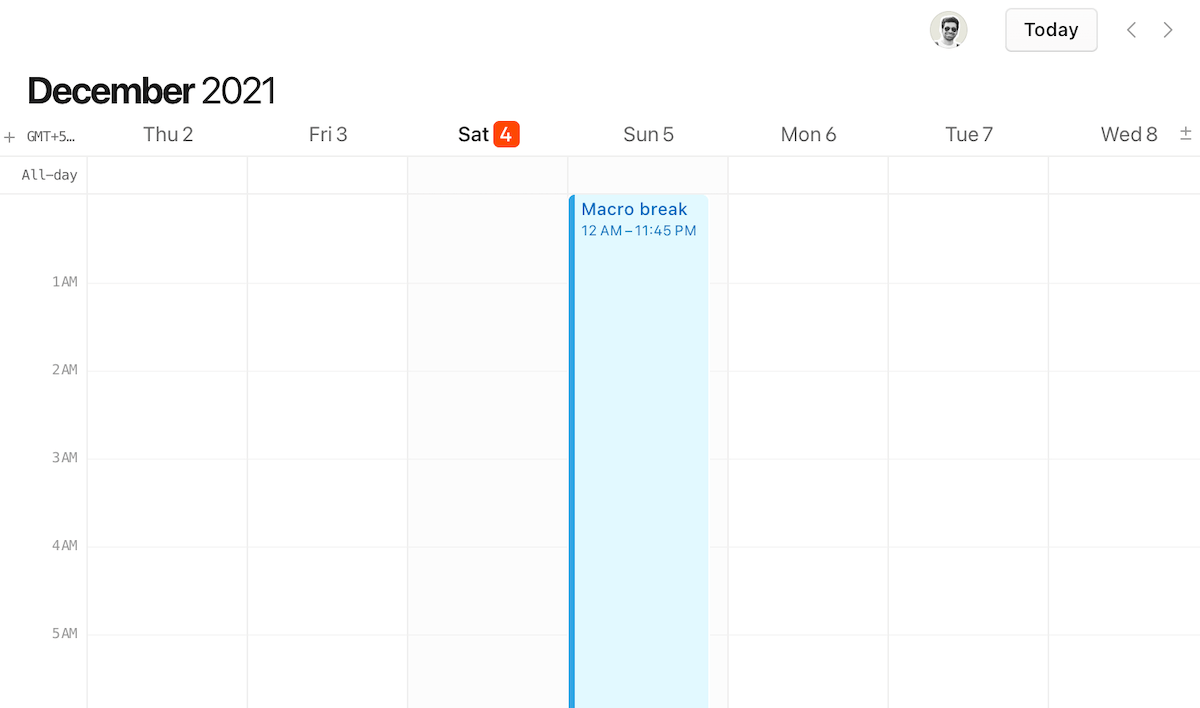 Today
December 2021
+ GMT+5... Thu 2 Fri 3 Sat 4 Sun 5 Mon 6 Tue 7 Wed 8 ±
All-day
Macro break
12 AM – 11:45 PM
1 AM
2 AM
3 AM
4 AM
5 AM